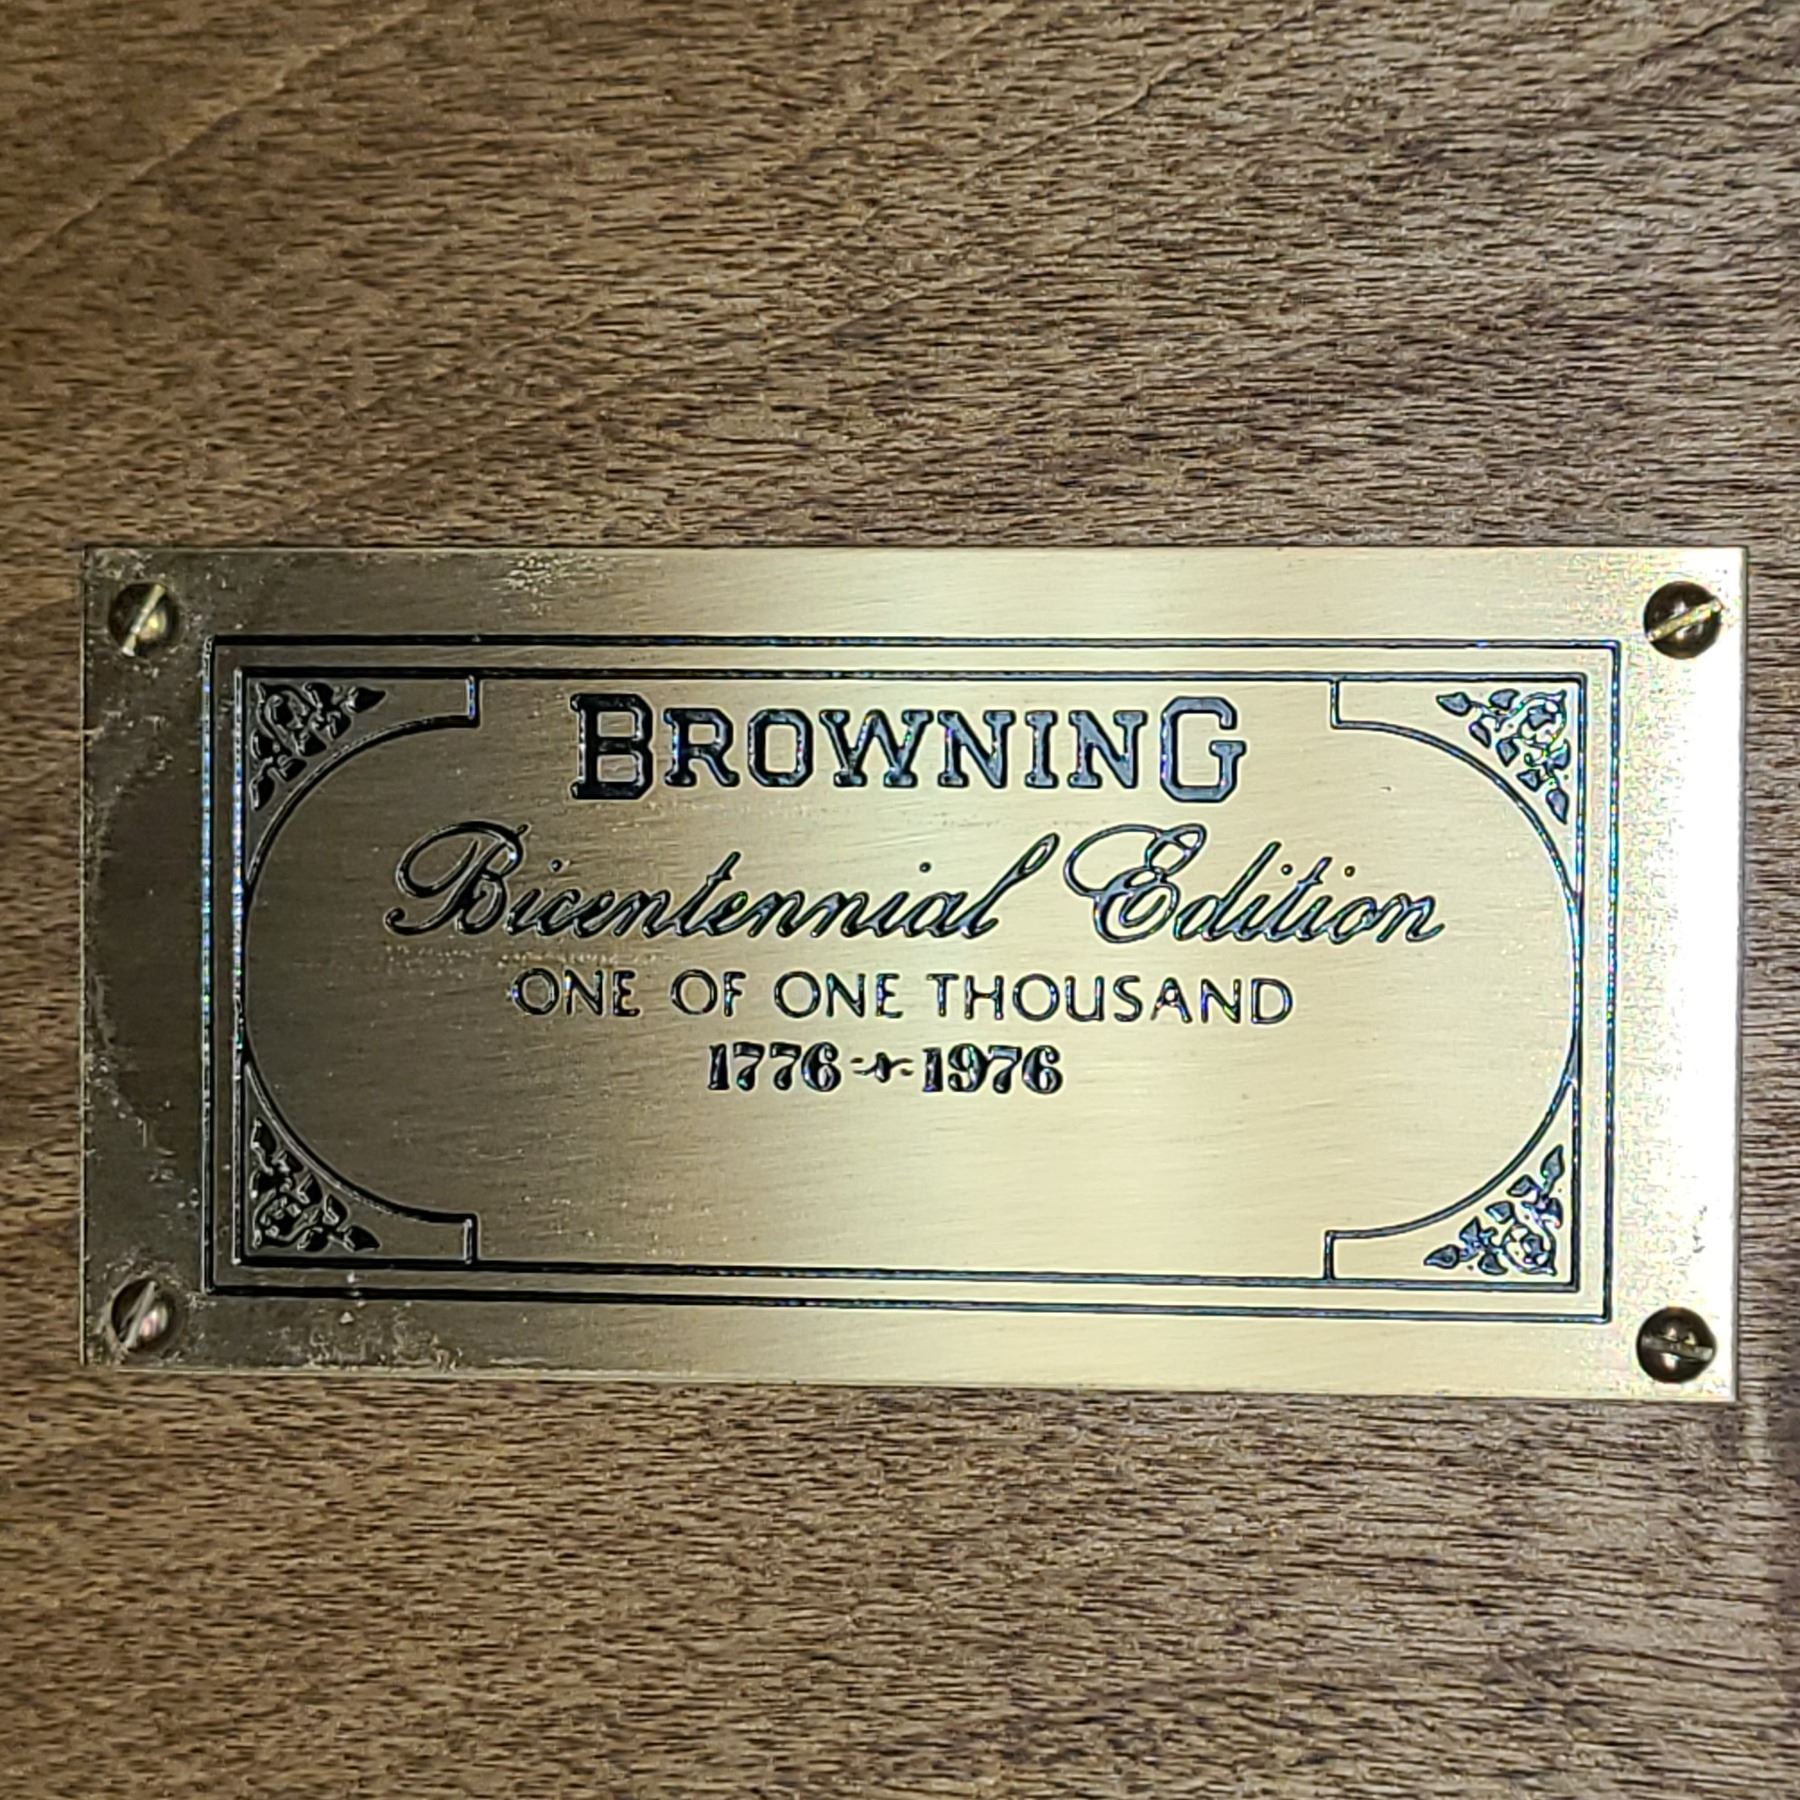 BROWNING
Bicentennial Edition
ONE OF ONE THOUSAND
1776 1976